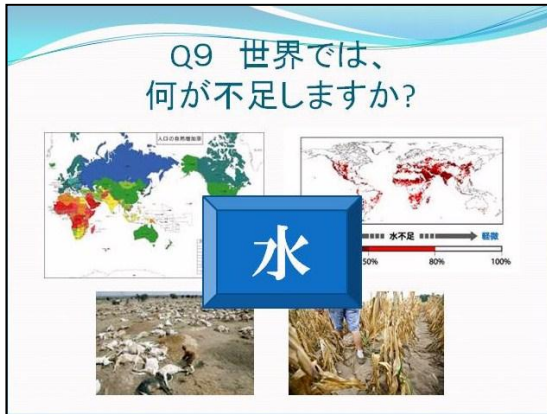 Q9 世界では、
何が不足しますか?
人口の自然増加率
水
水不足
軽微
50%
80%
100%